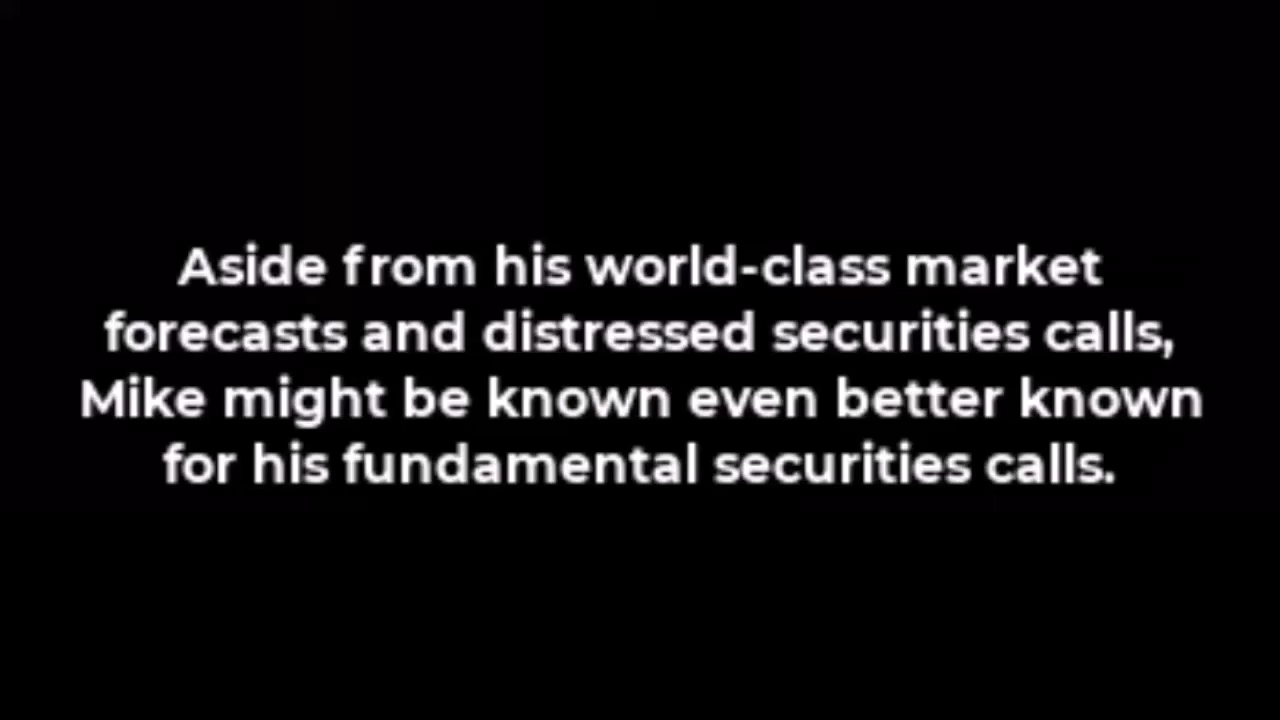 Aside from his world-class market
forecasts and distressed securities calls,
Mike might be known even better known
for his fundamental securities calls.